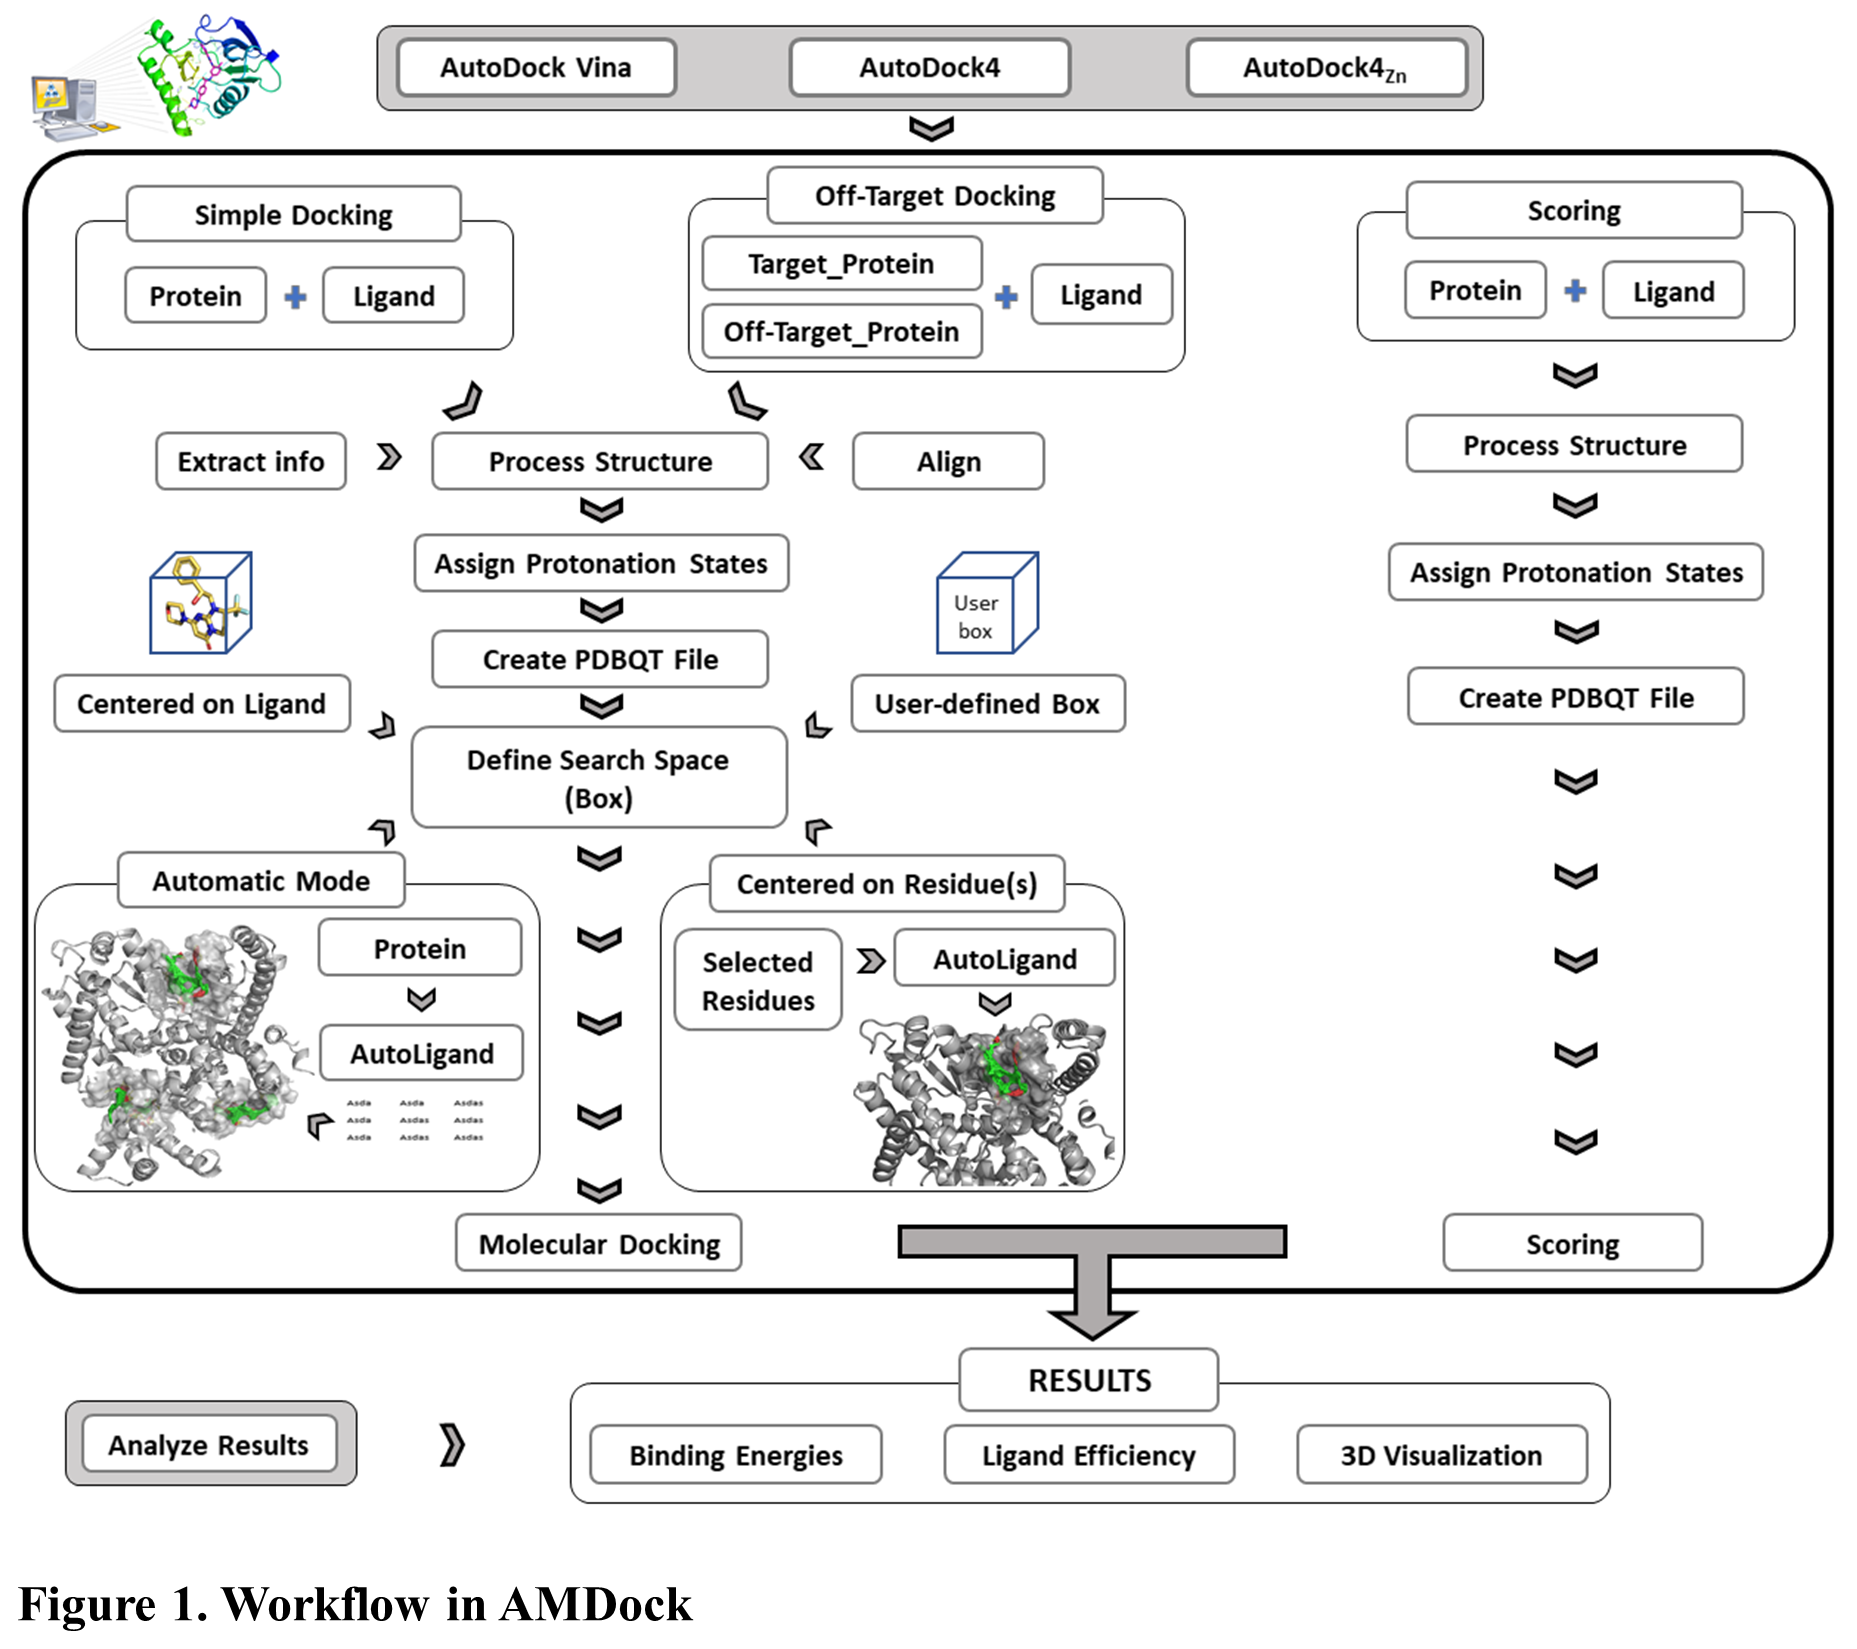 AutoDock Vina
AutoDock4
AutoDock4Zn
Simple Docking
Protein
Ligand
Off-Target Docking
Target_Protein
Off-Target_Protein
Ligand
Scoring
Protein
Ligand
Extract info
Process Structure
Align
Process Structure
Assign Protonation States
Assign Protonation States
User
box
Create PDBQT File
Create PDBQT File
Centered on Ligand
User-defined Box
Define Search Space
(Box)
Automatic Mode
Protein
AutoLigand
Asda Asda Asdas
Asda Asdas Asdas
Asda Asdas Asdas
Centered on Residue(s)
Selected
Residues
AutoLigand
Molecular Docking
Scoring
RESULTS
Analyze Results
Binding Energies
Ligand Efficiency
3D Visualization
Figure 1. Workflow in AMDock